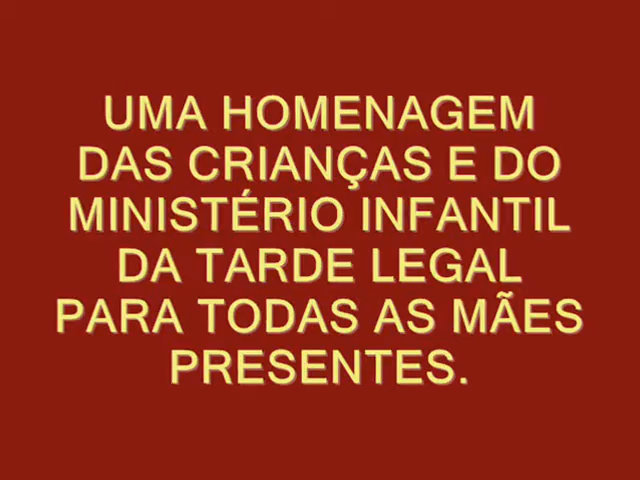 UMA HOMENAGEM
DAS CRIANÇAS E DO
MINISTÉRIO INFANTIL
DA TARDE LEGAL
PARA TODAS AS MÃES
PRESENTES.